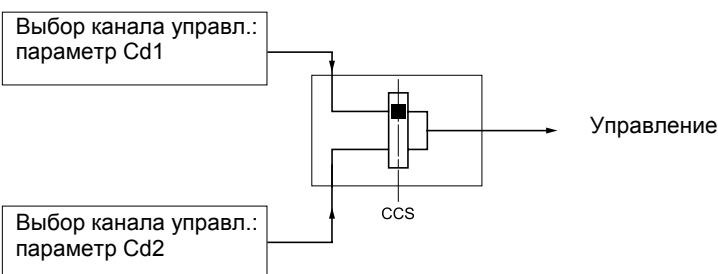 Выбор канала управл.:
параметр Cd1
Управление
CCS
Выбор канала управл.:
параметр Cd2